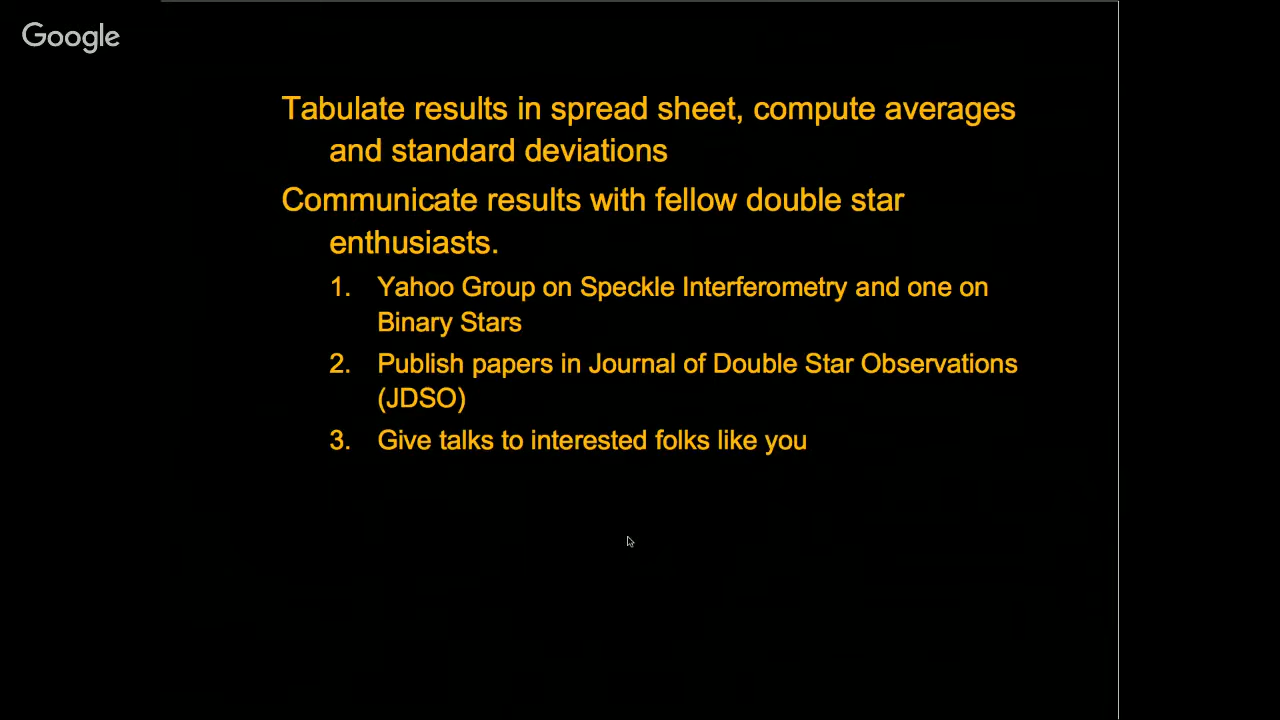 Google
Tabulate results in spread sheet, compute averages
and standard deviations
Communicate results with fellow double star
enthusiasts.
1. Yahoo Group on Speckle Interferometry and one on
Binary Stars
2. Publish papers in Journal of Double Star Observations
(JDSO)
3. Give talks to interested folks like you